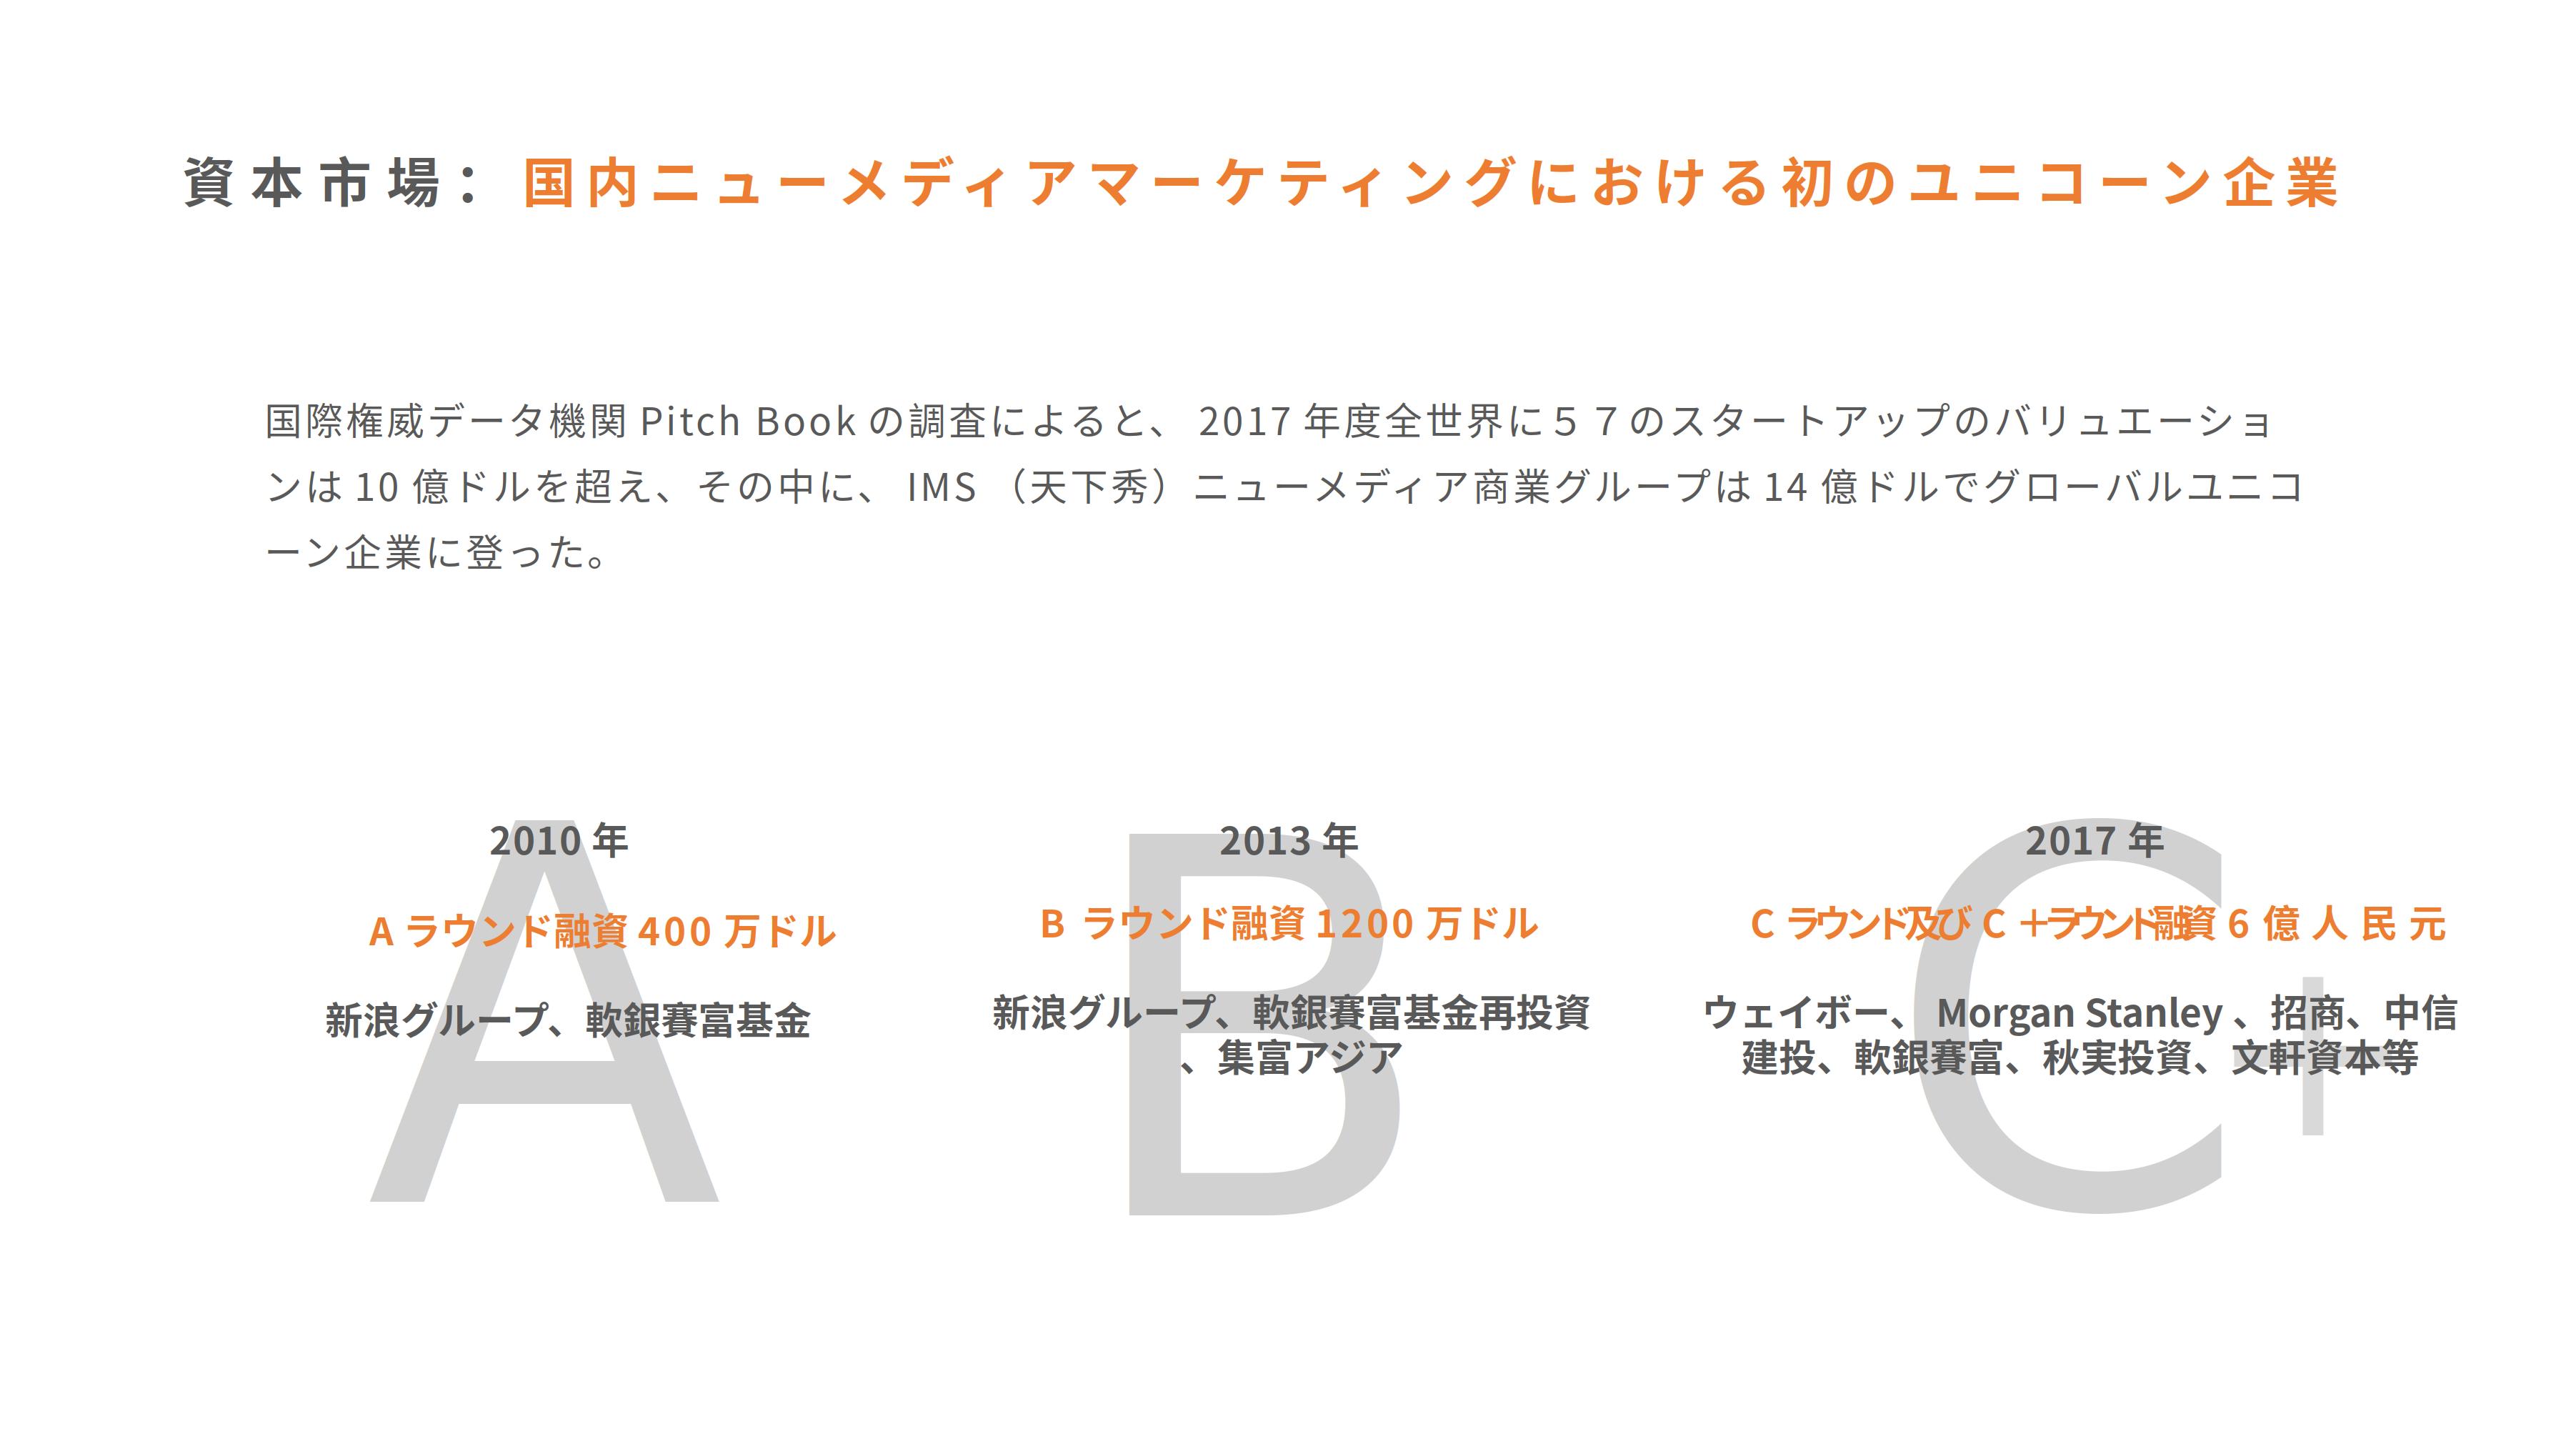 資本市場：国内ニューメディアマーケティングにおける初のユニコーン企業
国際権威データ機関 Pitch Book の調査によると、 2017 年度全世界に５７のスタートアップのバリュエーショ
ンは 10 億ドルを超え、その中に、 IMS （天下秀）ニューメディア商業グループは 14 億ドルでグローバルユニコ
ーン企業に登った。
A
2010 年
A ラウンド融資 400 万ドル
新浪グループ、軟銀賽富基金
B
2013 年
B ラウンド融資 1200 万ドル
新浪グループ、軟銀賽富基金再投資
、集富アジア
C+
2017 年
C ラウンド及び C ＋ラウンド融資 6 億人民元
ウェイボー、 Morgan Stanley 、招商、中信
建投、軟銀賽富、秋実投資、文軒資本等